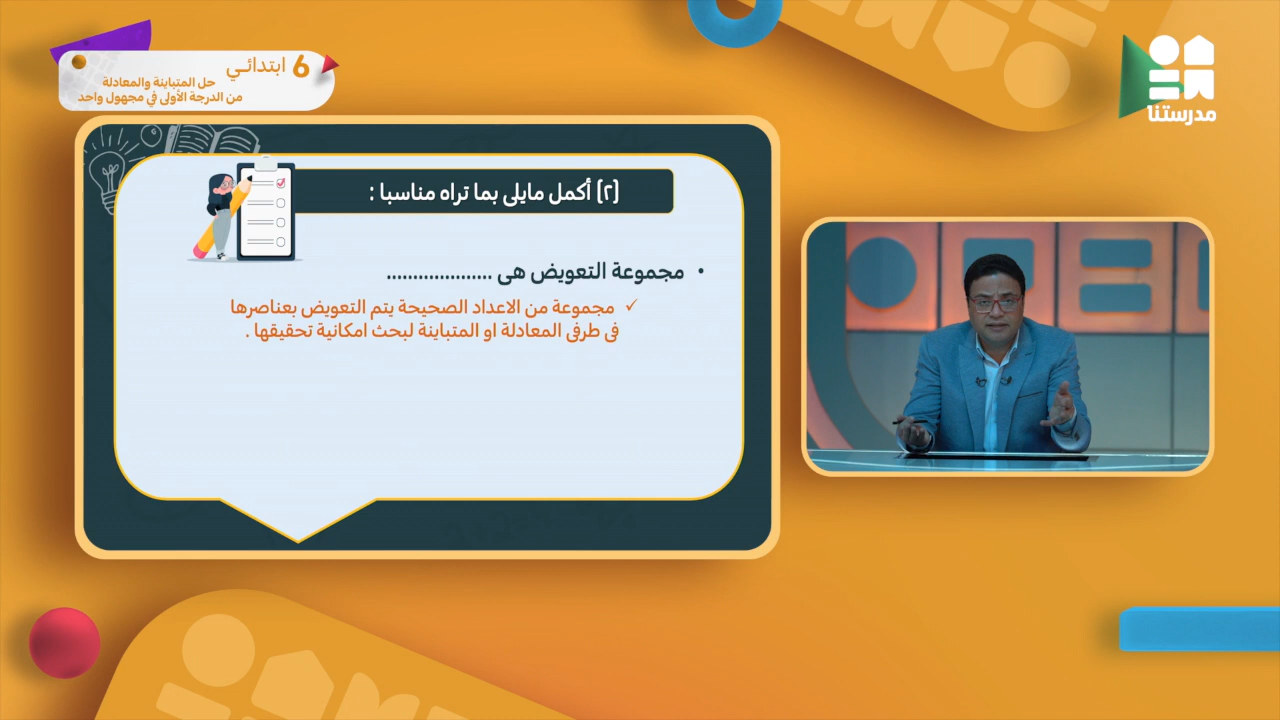 6 ابتدائـي
حل المتباينة والمعادلة
من الدرجة الأولى في مجهول واحد
مدرستنا
(٢) أكمل مايلى بما تراه مناسبا :
• مجموعة التعويض هى ....................
✓ مجموعة من الاعداد الصحيحة يتم التعويض بعناصرها
فى طرفى المعادلة او المتباينة لبحث امكانية تحقيقها .